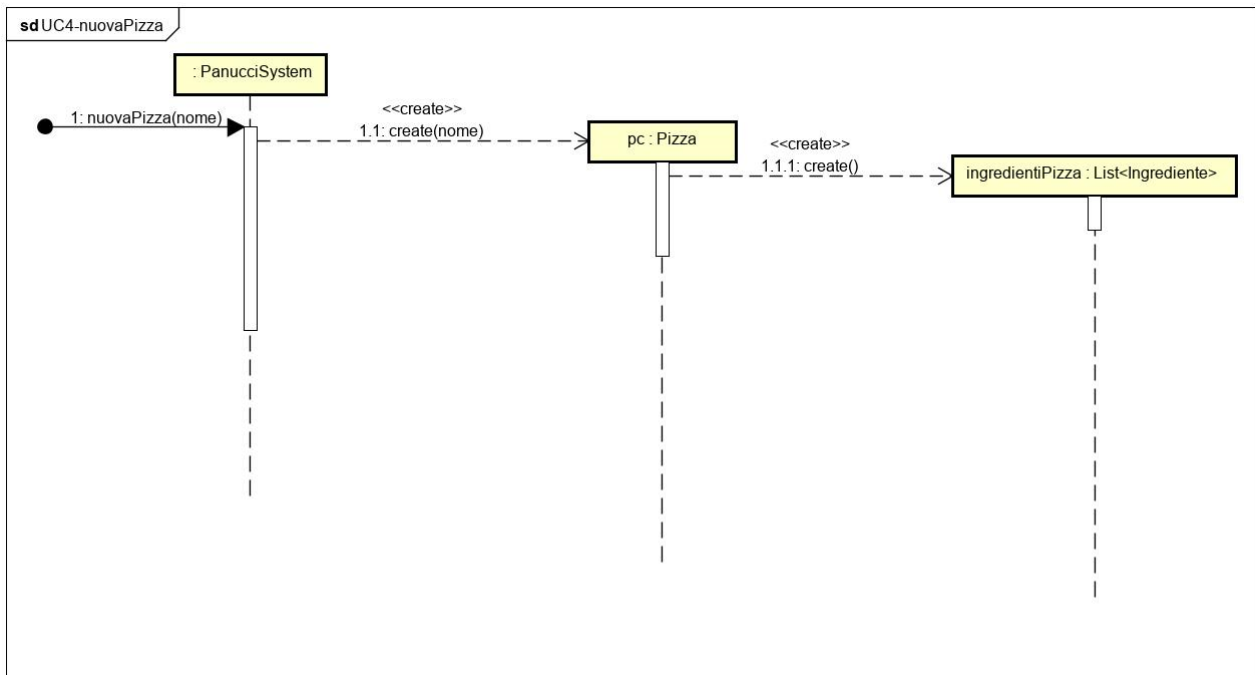 sd UC4-nuovaPizza
: PanucciSystem
1: nuovaPizza(nome)
<<create>>
1.1: create(nome)
pc : Pizza
<<create>>
1.1.1: create()
ingredientiPizza : List<Ingrediente>